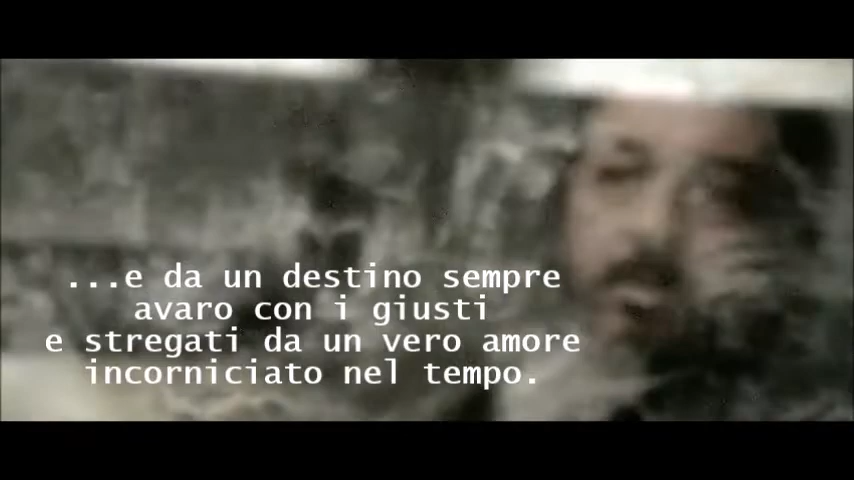 ...e da un destino sempre
avaro con i giusti
e stregati da un vero amore
incorniciato nel tempo.